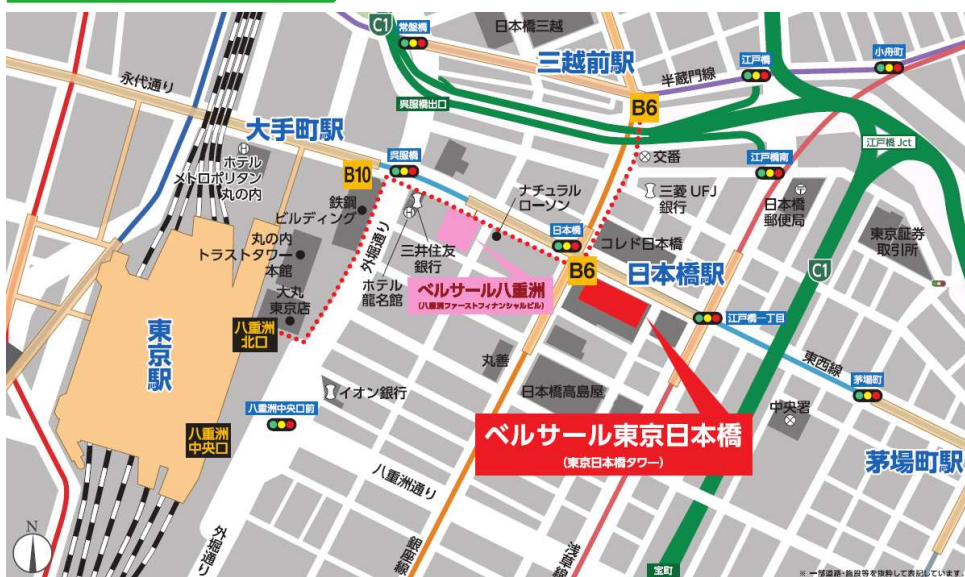 C1
常盤橋
日本橋三越
三越前駅
江戸橋
小舟町
半蔵門線
永代通り
呉服橋出口
B6
大手町駅
江戸橋 Jct
呉服橋
交番
江戸橋南
ホテル
メトロポリタン
丸の内
B10
ナチュラル
ローソン
三菱UFJ
銀行
日本橋
郵便局
鉄鋼
ビルディング
外堀通り
日本橋
コレド日本橋
東京証券
取引所
丸の内
トラストタワー
本館
三井住友
銀行
B6
日本橋駅
C1
ホテル
龍名館
ベルサール八重洲
(八重洲ファーストフィナンシャルビル)
大丸
東京店
八重洲
北口
江戸橋一丁目
東京駅
丸善
東西線
イオン銀行
日本橋高島屋
茅場町
八重洲中央口前
中央署
八重洲
中央口
ベルサール東京日本橋
(東京日本橋タワー)
茅場町駅
八重洲通り
N
外堀通り
銀座線
浅草線
宝町
※ 一部道路・施設等を抜粋して表記しています。